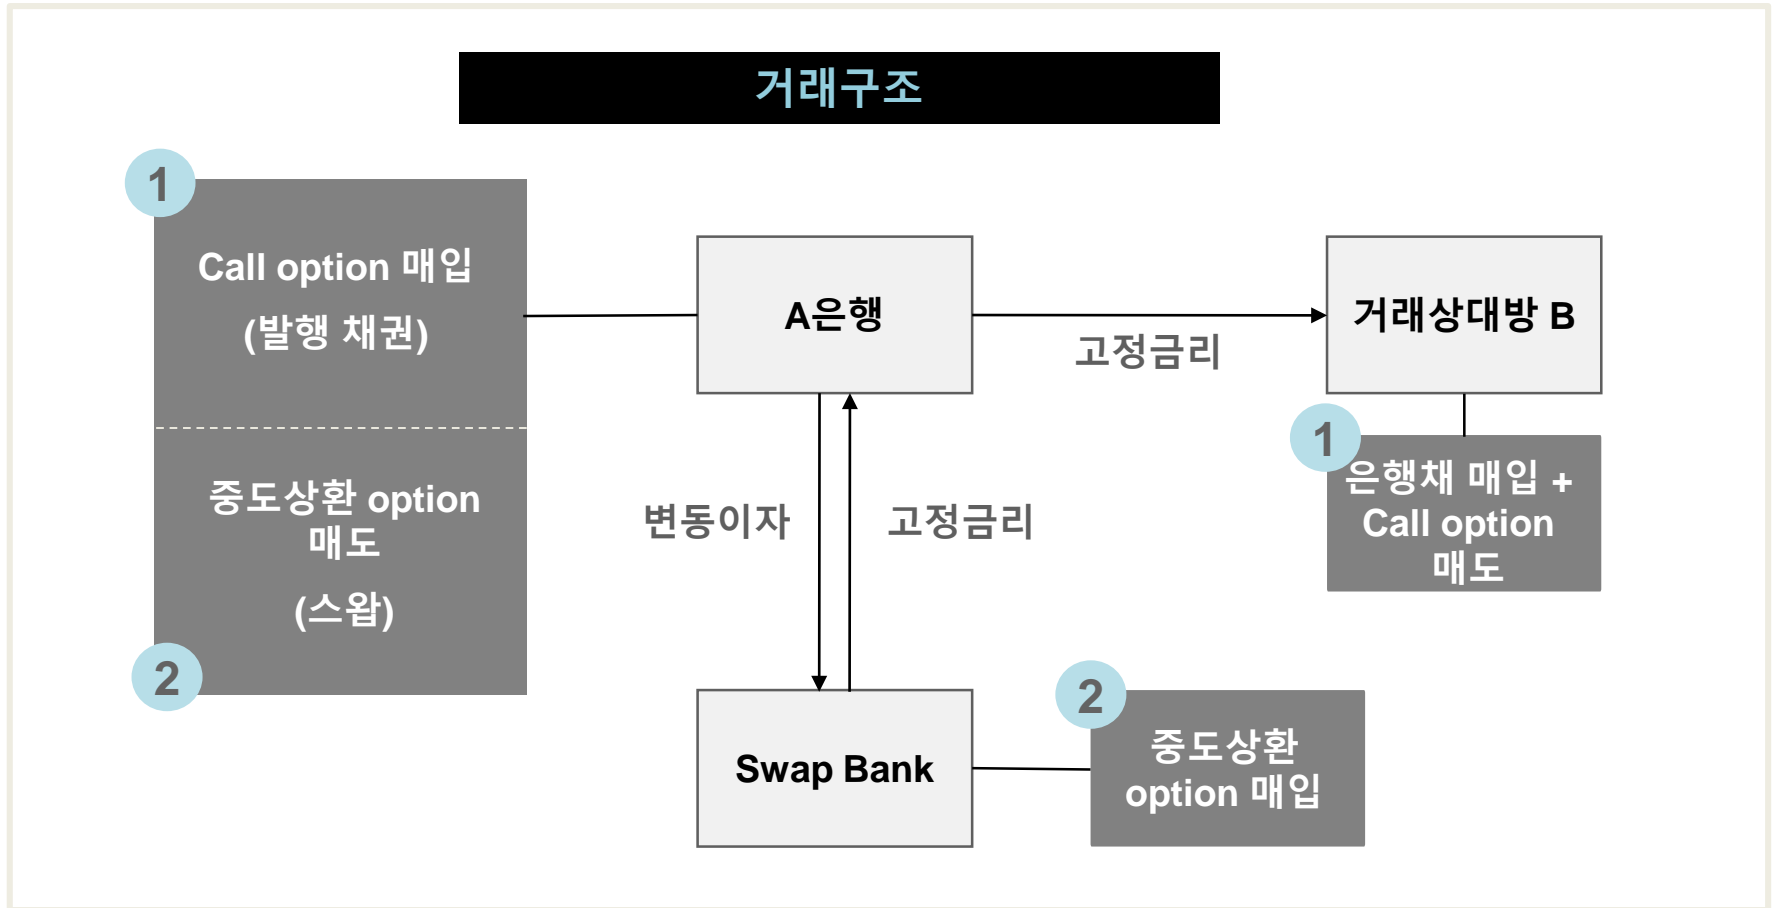 거래구조
1
Call option 매입
(발행 채권)
중도상환 option
매도
(스왑)
2
A은행
고정금리
거래상대방 B
1
은행채 매입 +
Call option
매도
변동이자
고정금리
Swap Bank
2
중도상환
option 매입